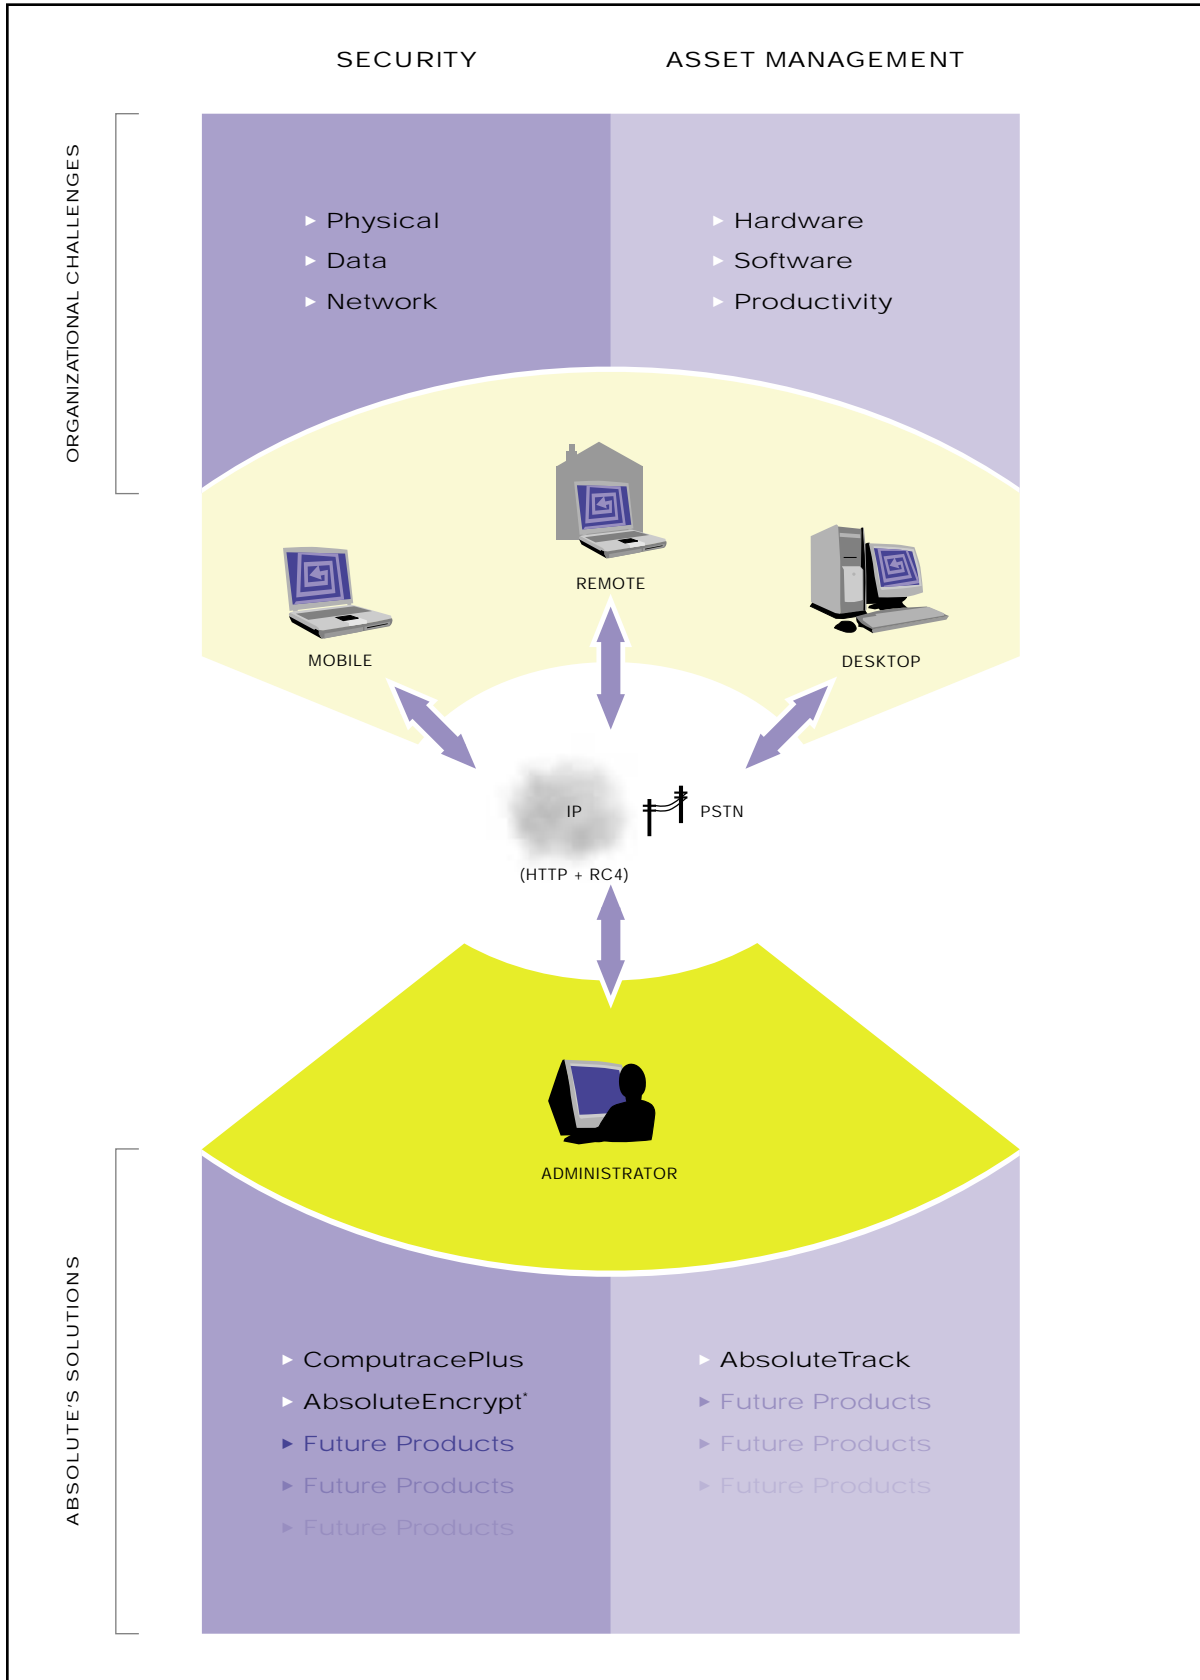 SECURITY
ASSET MANAGEMENT
ORGANIZATIONAL CHALLENGES
Physical
Data
Network
Hardware
Software
Productivity
REMOTE
MOBILE
DESKTOP
IP
PSTN
(HTTP + RC4)
ADMINISTRATOR
ABSOLUTE'S SOLUTIONS
ComputracePlus
AbsoluteEncrypt*
Future Products
Future Products
Future Products
AbsoluteTrack
Future Products
Future Products
Future Products